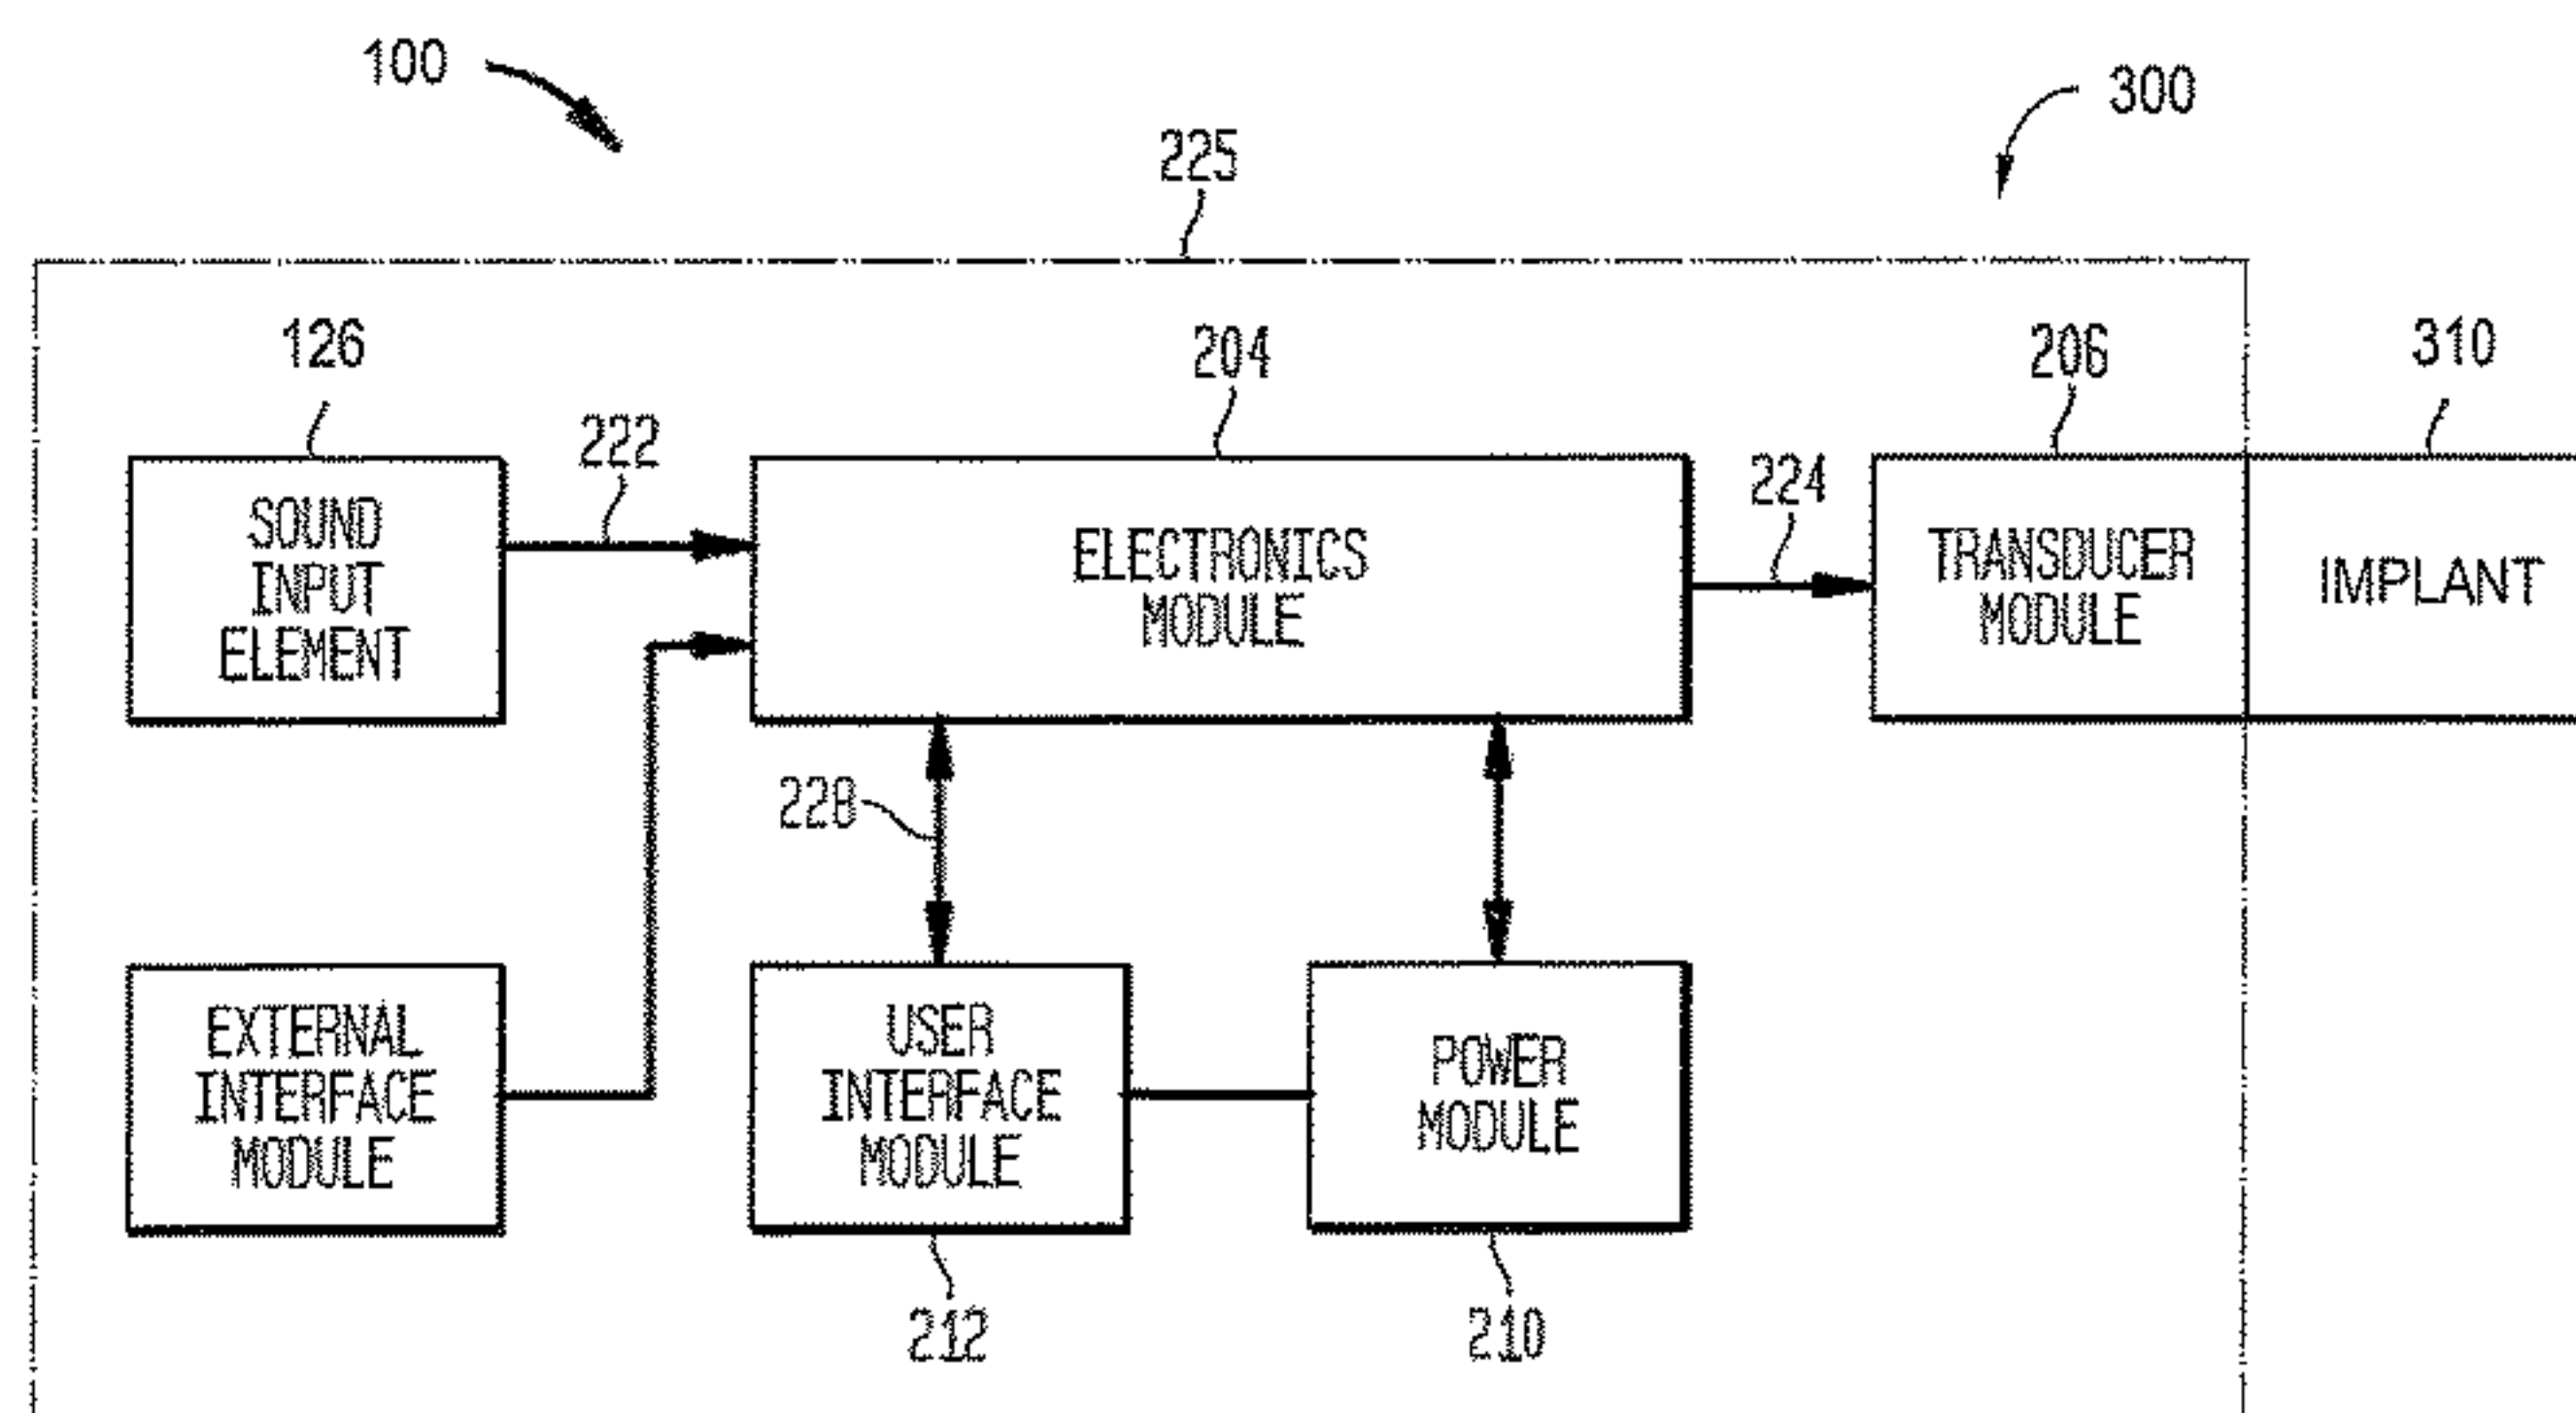 100
300
225
126
204
206
310
222
224
SOUND
INPUT
ELEMENT
ELECTRONICS
MODULE
TRANSDUCER
MODULE
IMPLANT
228
EXTERNAL
INTERFACE
MODULE
USER
INTERFACE
MODULE
POWER
MODULE
212
210